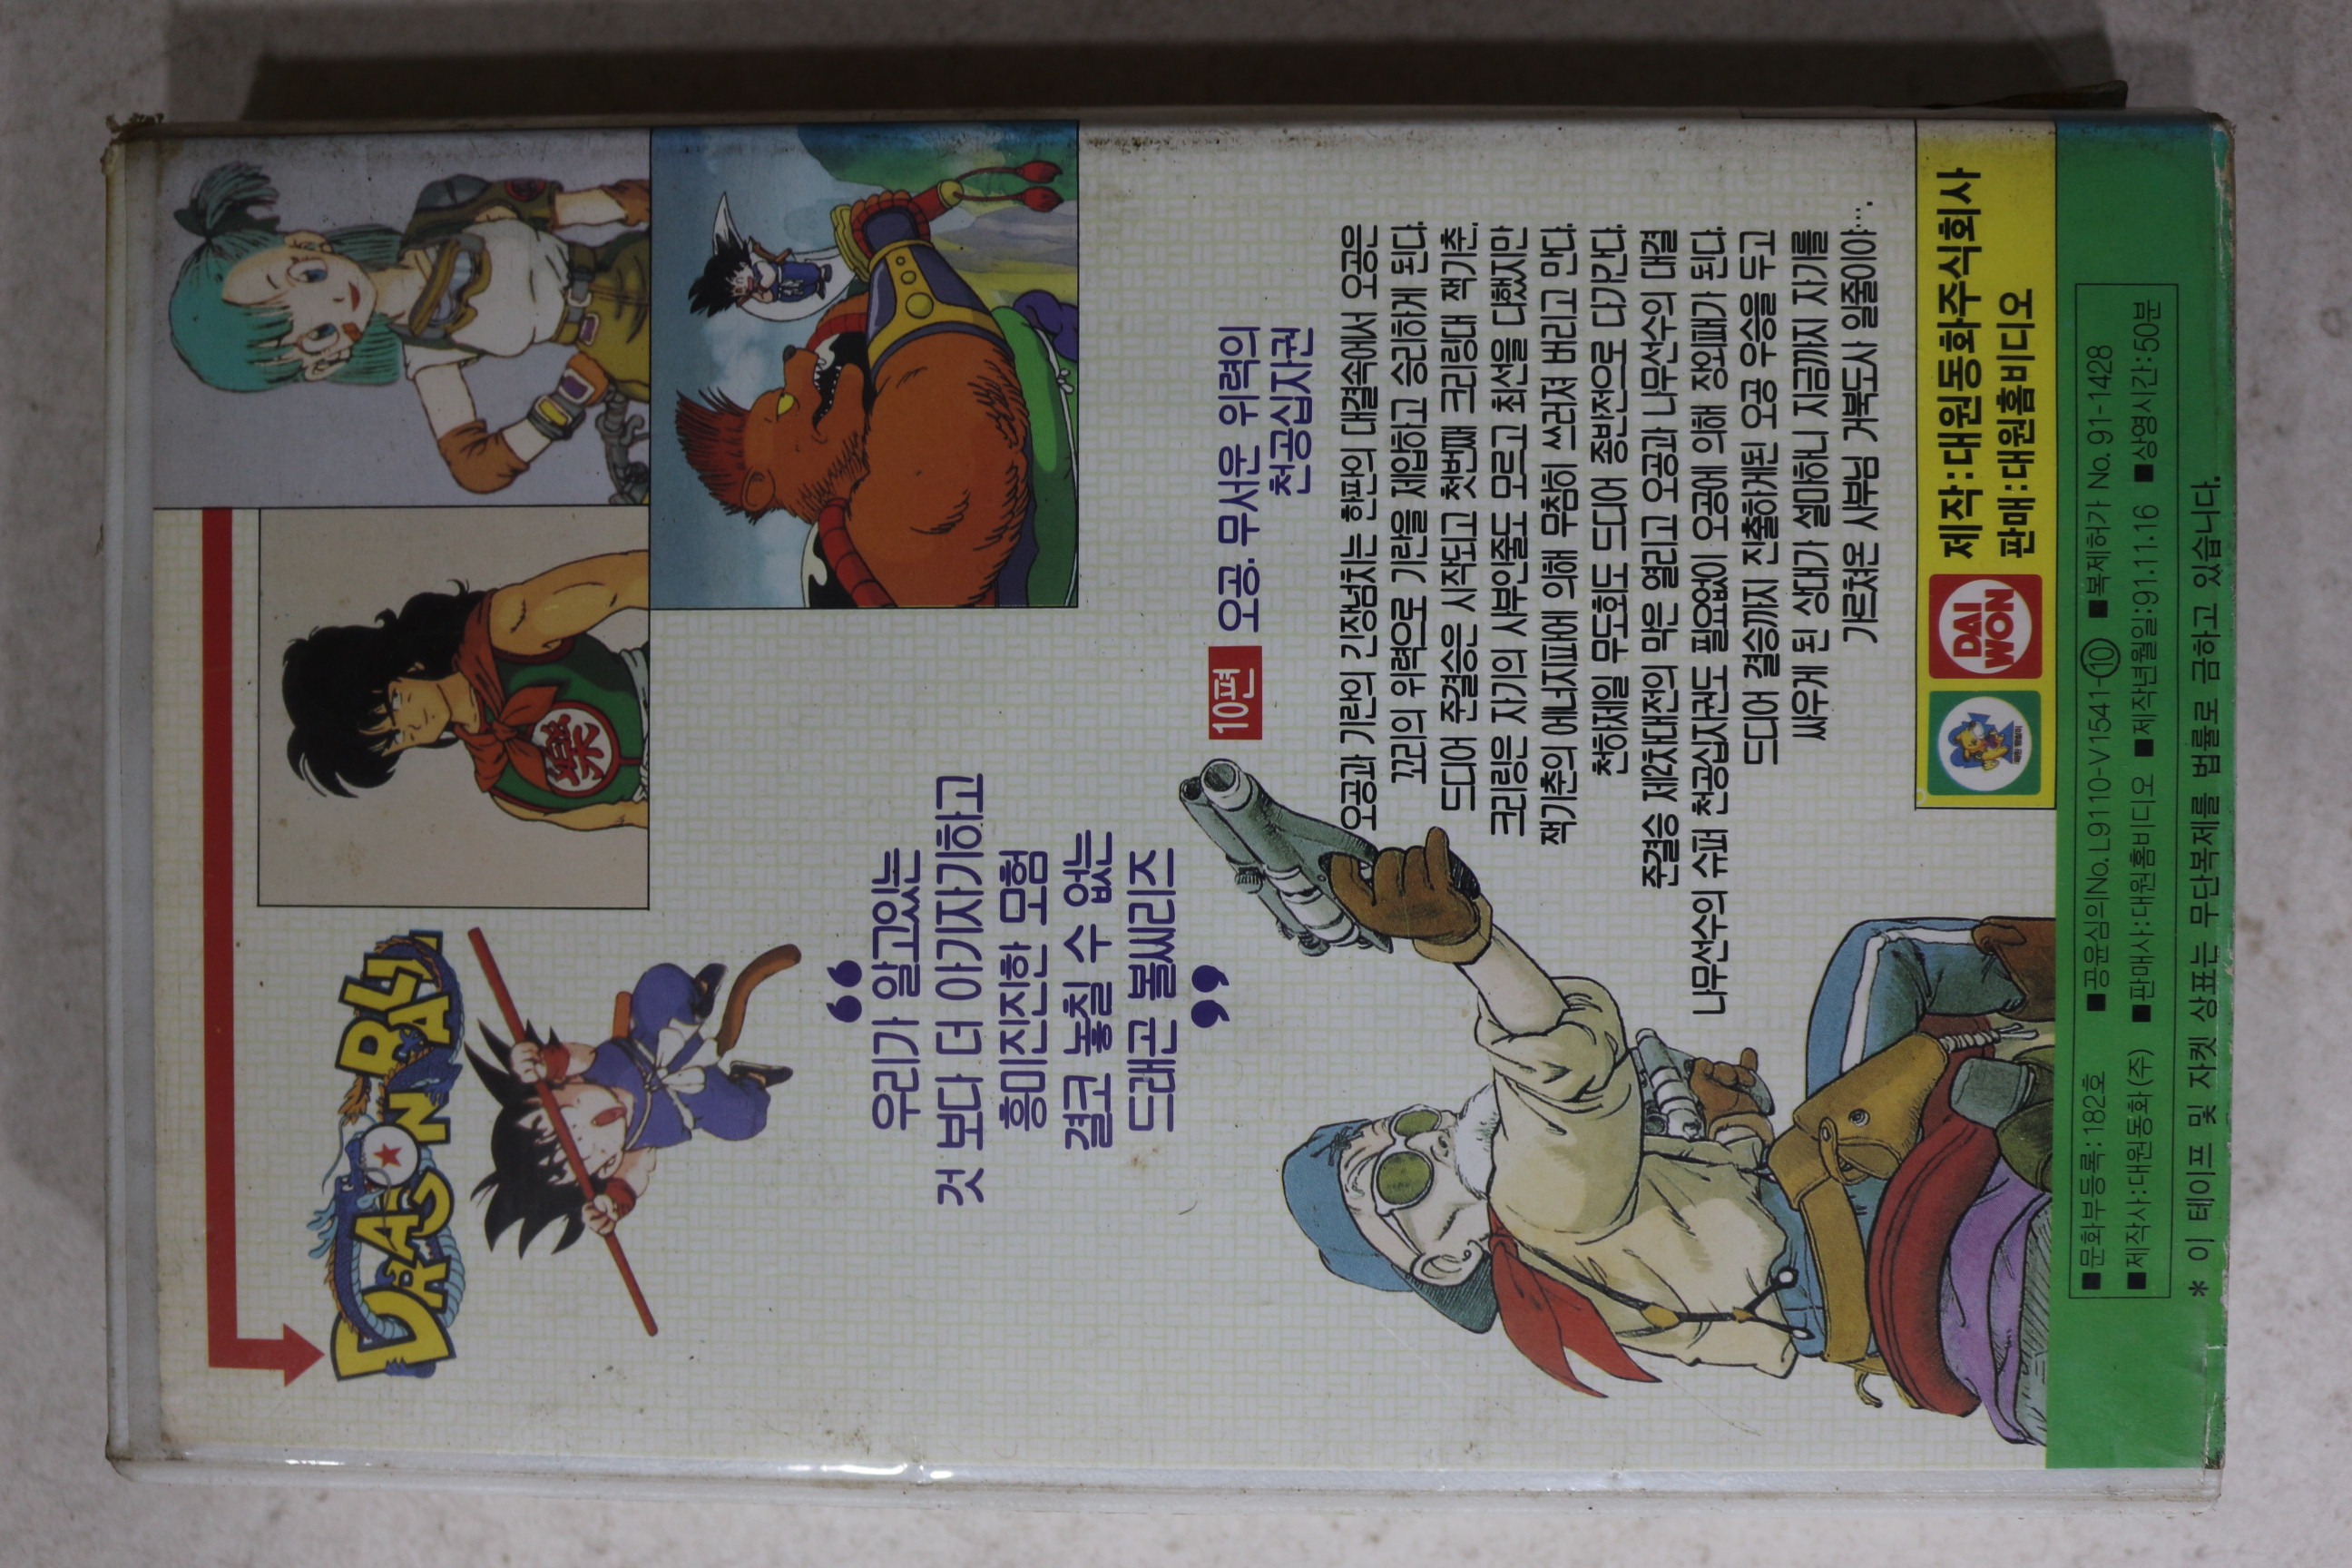 DRAGON BALL
樂
❝
우리가 알고있는
것 보다 더 아기자기하고
흥미진진한 모험
결코 놓칠 수 없는
드래곤 볼씨리즈
❞
10편 오공. 무서운 위력의
천공십자권
오공과 기란의 긴장넘치는 한판의 대결속에서 오공은
꼬리의 위력으로 기란을 제압하고 승리하게 된다.
드디어 준결승은 시작되고 첫번째 크리링대 잭기춘.
크리링은 자기의 사부인줄도 모르고 최선을 대했지만
잭기춘의 에너지파에 의해 무참히 쓰러져 버리고 만다.
천하제일 무도회도 드디어 종반전으로 다가간다.
준결승 제2차대전의 막은 열리고 오공과 나무선수의 대결
나무선수의 슈퍼 천공십자권도 필요없이 오공에 의해 장외패가 된다.
드디어 결승까지 진출하게된 오공 우승을 두고
싸우게 된 상대가 설마하니 지금까지 자기를
가르쳐온 사부님 거북도사 일줄이야….
DAI WON
제작:대원동화주식회사
판매:대원홈비디오
■문화부등록:182호 ■공윤심의No.L9110-V1541-⑩ ■복제허가 No. 91-1428
■제작사:대원동화(주) ■판매사:대원홈비디오 ■제작년월일:91.11.16 ■상영시간:50분
* 이 테이프 및 자켓 상표는 무단복제를 법률로 금하고 있습니다.